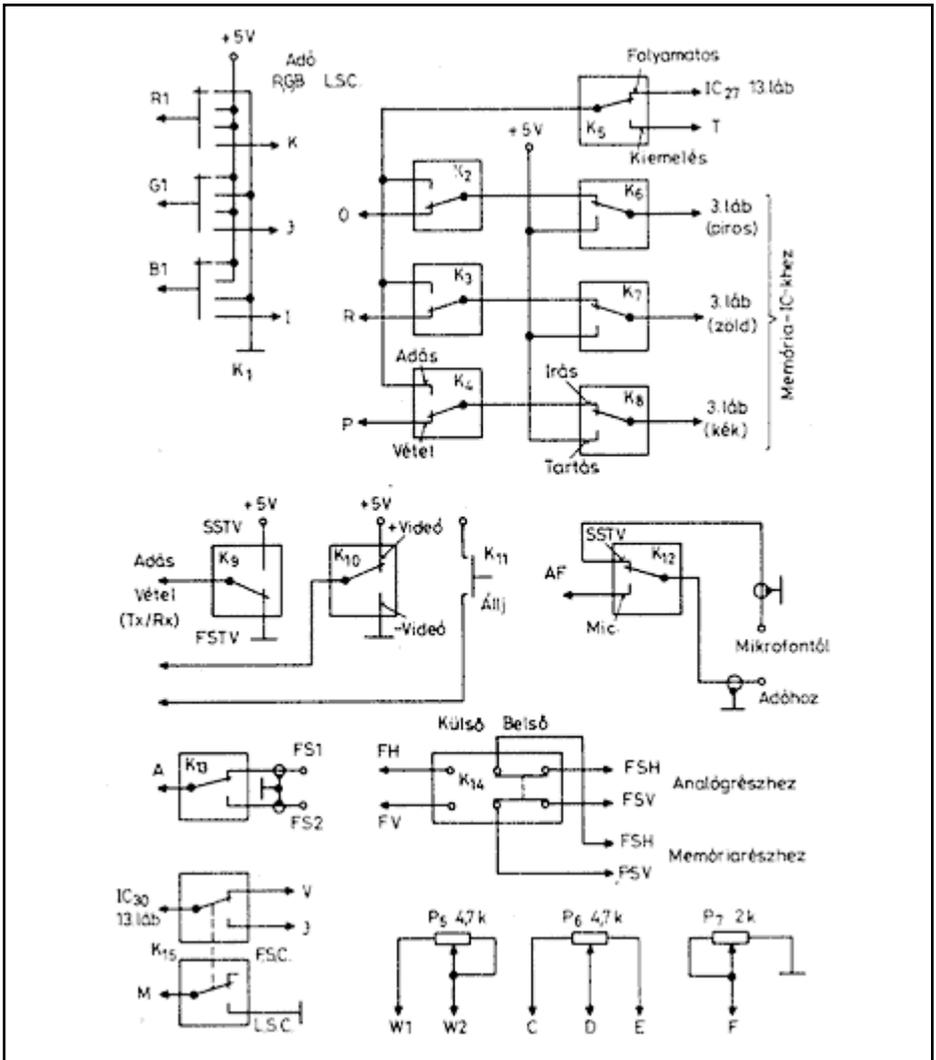 +5V
Adó
RGB L.S.C.
R1
K
G1
J
B1
I
K1
Folyamatos
IC27 13.láb
K5
T
Kiemelés
+5V
K2
O
K6
3.láb
(piros)
K3
R
K7
3.láb
(zöld)
Memória-IC-khez
Adás
K4
Írás
K8
P
3.láb
(kék)
Vétel
Tartás
+5V
SSTV
K9
Adás
Vétel
(Tx/Rx)
FSTV
+5V
+Videó
K10
-Videó
K11
Állj
SSTV
K12
AF
Mic.
Mikrofontól
Adóhoz
A
K13
FS1
FS2
Külső Belső
FH
K14
FSH
Analógrészhez
FV
FSV
FSH
Memóriarészhez
FSV
IC30
13.láb
V
J
K15
F.S.C.
M
L.S.C.
P5 4,7k
W1
W2
P6 4,7k
C
D
E
P7 2k
F